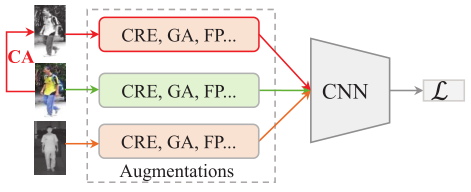 CRE, GA, FP...
CA
CRE, GA, FP...
CNN
ℒ
CRE, GA, FP...
Augmentations